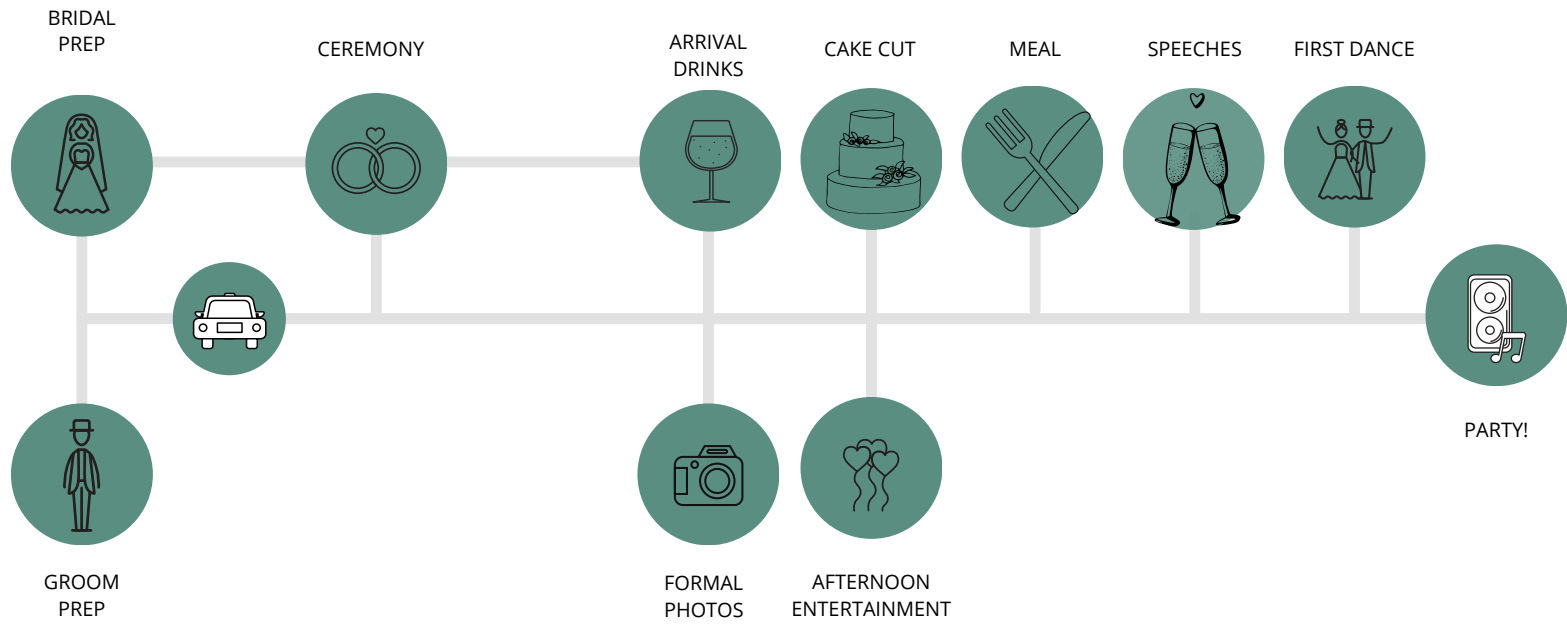 BRIDAL
PREP
CEREMONY
ARRIVAL
DRINKS
CAKE CUT
MEAL
SPEECHES
FIRST DANCE
PARTY!
GROOM
PREP
FORMAL
PHOTOS
AFTERNOON
ENTERTAINMENT